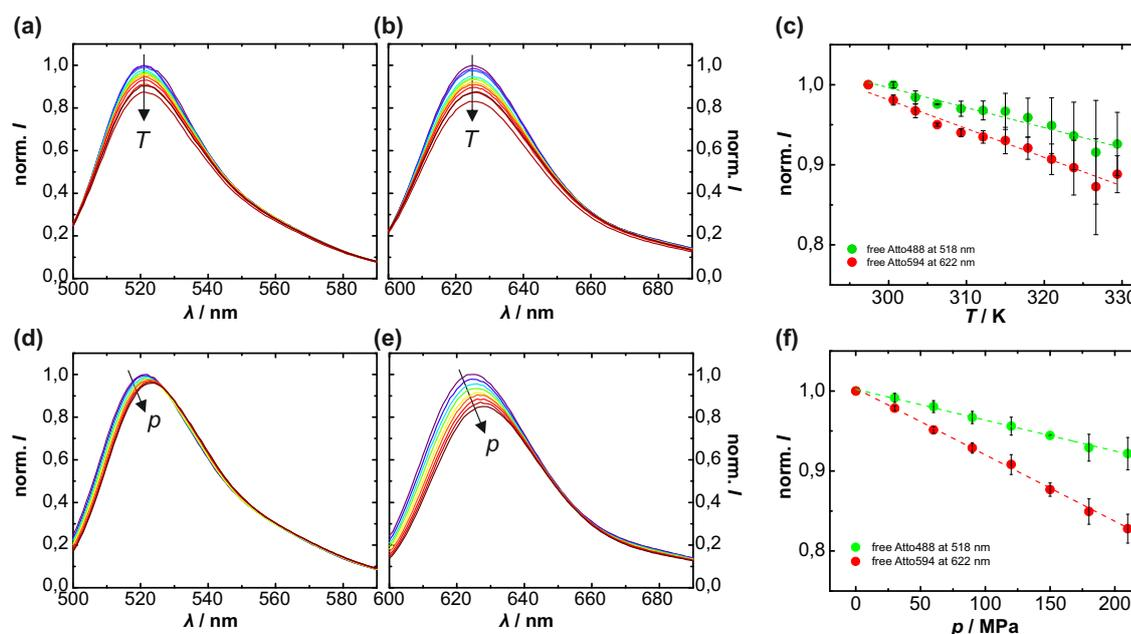 (a)
(b)
(c)
norm. I
1,0
0,8
0,6
0,4
0,2
0,0
T
500 520 540 560 580
λ / nm
T
600 620 640 660 680
λ / nm
1,0
0,8
0,6
0,4
0,2
0,0
norm. I
norm. I
1,0
0,9
0,8
free Atto488 at 518 nm
free Atto594 at 622 nm
300 310 320 330
T / K
(d)
(e)
(f)
norm. I
1,0
0,8
0,6
0,4
0,2
0,0
p
500 520 540 560 580
λ / nm
p
600 620 640 660 680
λ / nm
1,0
0,8
0,6
0,4
0,2
0,0
norm. I
norm. I
1,0
0,9
0,8
free Atto488 at 518 nm
free Atto594 at 622 nm
0 50 100 150 200
p / MPa